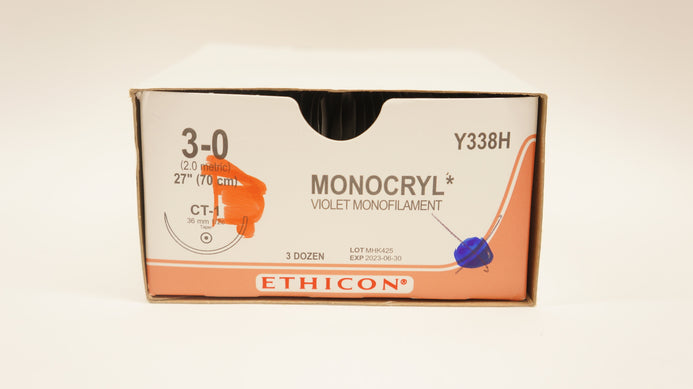 3-0
(2.0 metric)
27" (70 cm)
CT-1
36 mm
Taper
Y338H
MONOCRYL*
VIOLET MONOFILAMENT
3 DOZEN
LOT MHK425
EXP 2023-06-30
ETHICON®